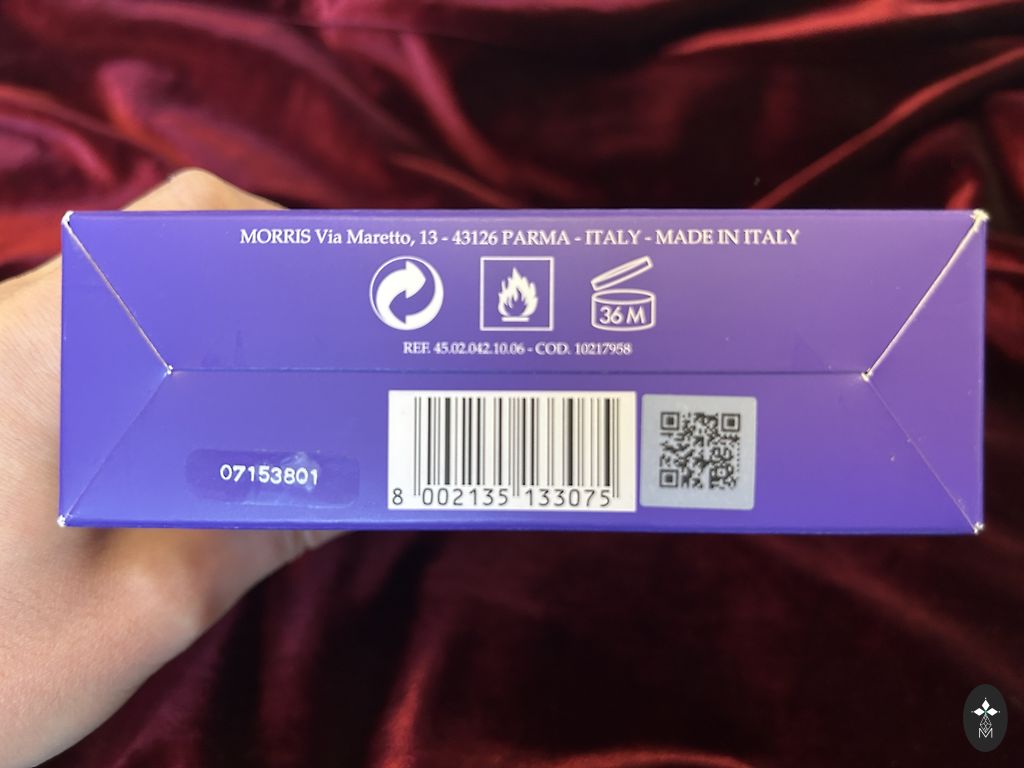 MORRIS Via Maretto, 13 - 43126 PARMA - ITALY - MADE IN ITALY
36 M
REF. 45.02.042.10.06 - COD. 10217958
07153801
8 002135 133075
M